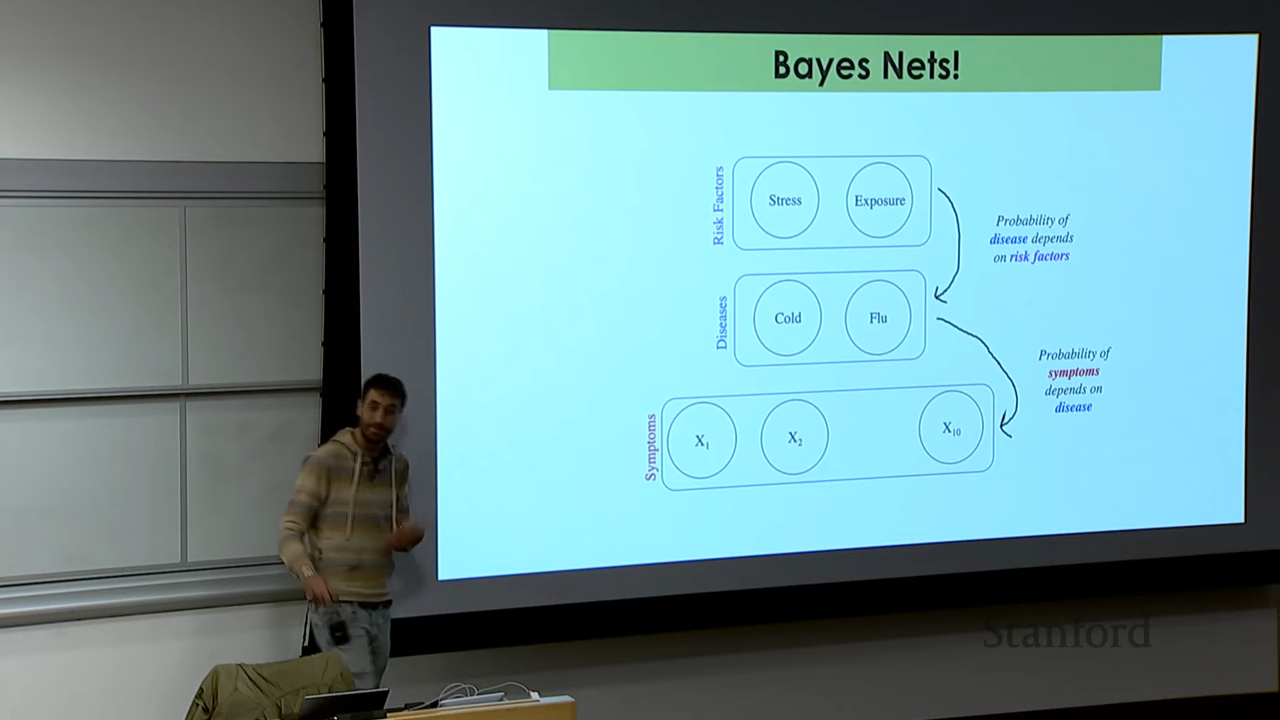 Bayes Nets!
Risk Factors
Stress
Exposure
Probability of
disease depends
on risk factors
Diseases
Cold
Flu
Probability of
symptoms
depends on
disease
Symptoms
X₁
X₂
X₁₀
Stanford